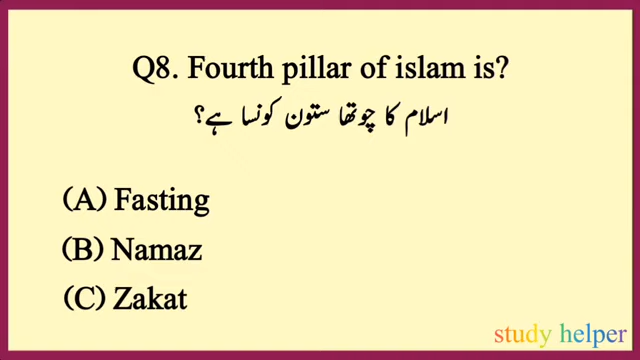 Q8. Fourth pillar of islam is?
اسلام کا چوتھا ستون کونسا ہے؟
(A) Fasting
(B) Namaz
(C) Zakat
study helper